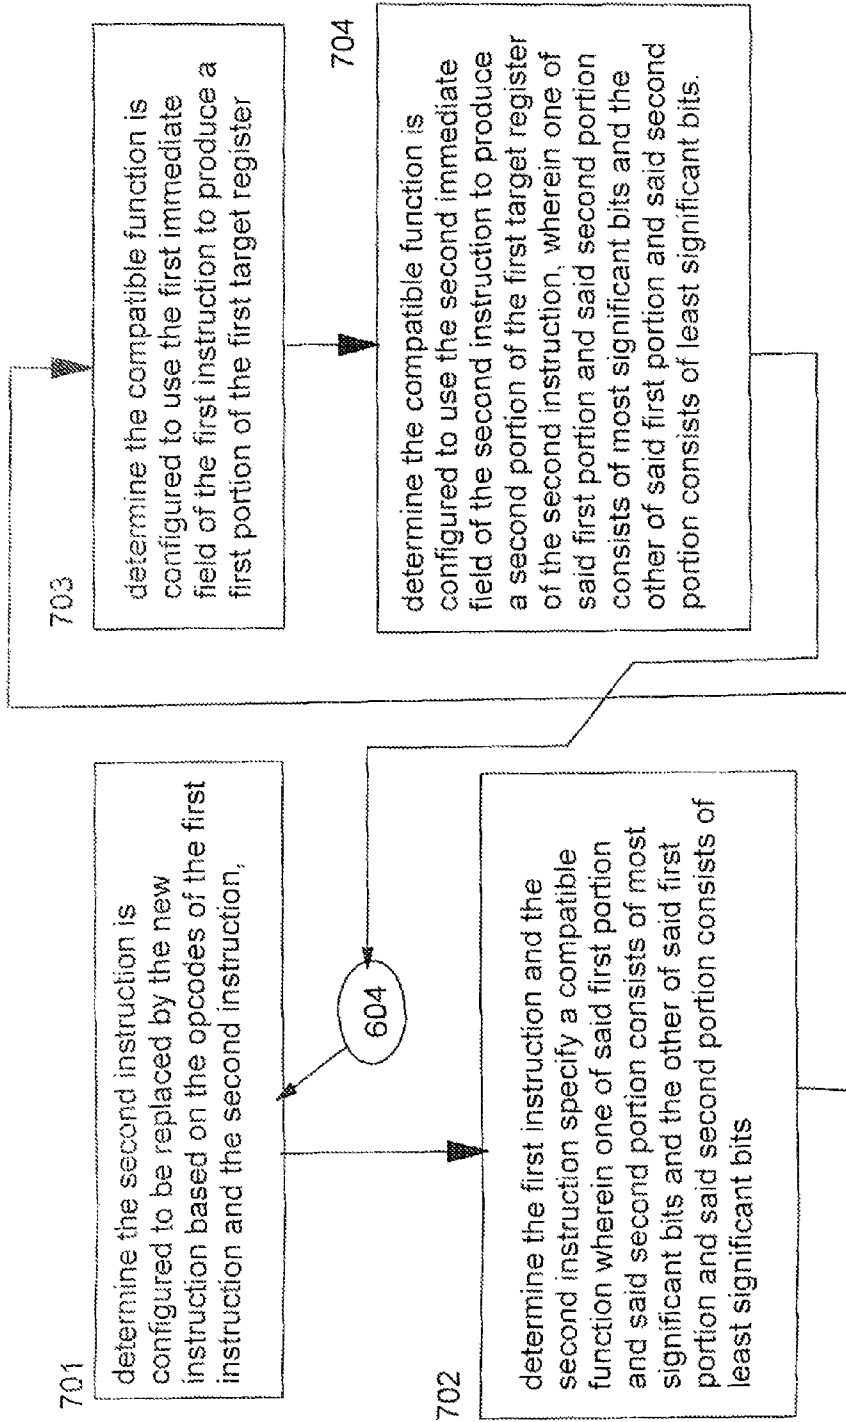 701
determine the second instruction is
configured to be replaced by the new
instruction based on the opcodes of the first
instruction and the second instruction,
604
702
determine the first instruction and the
second instruction specify a compatible
function wherein one of said first portion
and said second portion consists of most
significant bits and the other of said first
portion and said second portion consists of
least significant bits
703
determine the compatible function is
configured to use the first immediate
field of the first instruction to produce a
first portion of the first target register
704
determine the compatible function is
configured to use the second immediate
field of the second instruction to produce
a second portion of the first target register
of the second instruction, wherein one of
said first portion and said second portion
consists of most significant bits and the
other of said first portion and said second
portion consists of least significant bits.